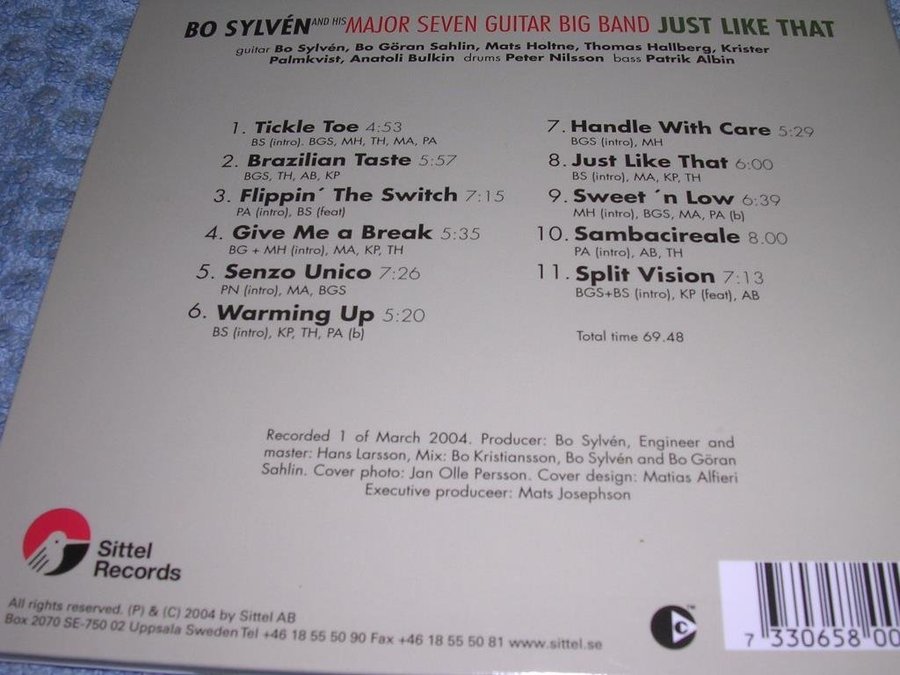 BO SYLVÉN AND HIS MAJOR SEVEN GUITAR BIG BAND JUST LIKE THAT
guitar Bo Sylvén, Bo Göran Sahlin, Mats Holtne, Thomas Hallberg, Krister
Palmkvist, Anatoli Bulkin drums Peter Nilsson bass Patrik Albin
1. Tickle Toe 4:53
BS (intro). BGS, MH, TH, MA, PA
2. Brazilian Taste 5:57
BGS, TH, AB, KP
3. Flippin´ The Switch 7:15
PA (intro), BS (feat)
4. Give Me a Break 5:35
BG + MH (intro), MA, KP, TH
5. Senzo Unico 7:26
PN (intro), MA, BGS
6. Warming Up 5:20
BS (intro), KP, TH, PA (b)
7. Handle With Care 5:29
BGS (intro), MH
8. Just Like That 6:00
BS (intro), MA, KP, TH
9. Sweet ´n Low 6:39
MH (intro), BGS, MA, PA (b)
10. Sambacireale 8.00
PA (intro), AB, TH
11. Split Vision 7:13
BGS+BS (intro), KP (feat), AB
Total time 69.48
Recorded 1 of March 2004. Producer: Bo Sylvén, Engineer and
master: Hans Larsson, Mix: Bo Kristiansson, Bo Sylvén and Bo Göran
Sahlin. Cover photo: Jan Olle Persson. Cover design: Matias Alfieri
Executive produceer: Mats Josephson
Sittel
Records
All rights reserved. (P) & (C) 2004 by Sittel AB
Box 2070 SE-750 02 Uppsala Sweden Tel +46 18 55 50 90 Fax +46 18 55 50 81 www.sittel.se
TM
7 330658 00